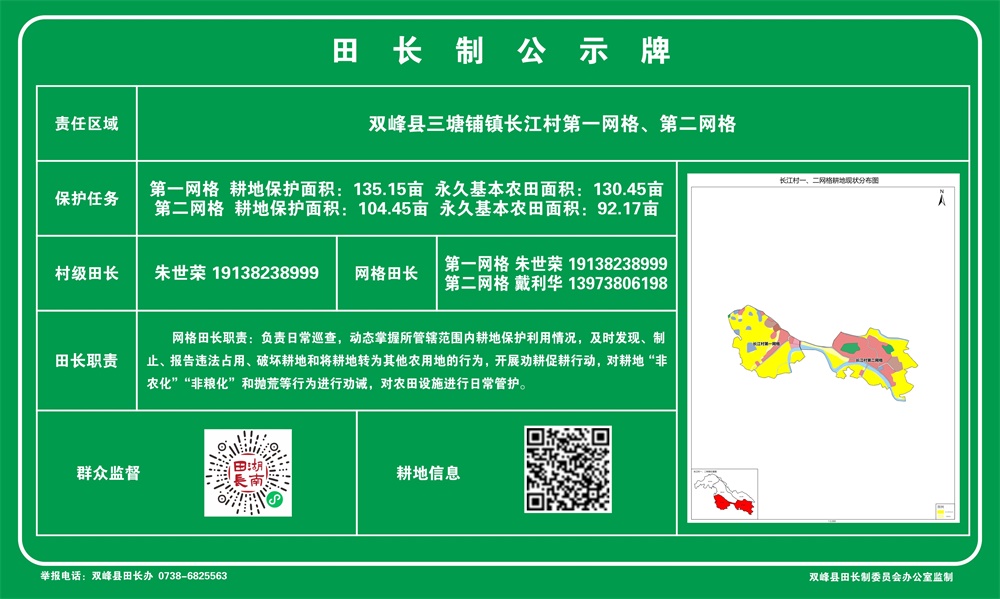 田长制公示牌
责任区域
双峰县三塘铺镇长江村第一网格、第二网格
保护任务
第一网格 耕地保护面积：135.15亩 永久基本农田面积：130.45亩
第二网格 耕地保护面积：104.45亩 永久基本农田面积：92.17亩
村级田长
朱世荣 19138238999
网格田长
第一网格 朱世荣 19138238999
第二网格 戴利华 13973806198
田长职责
网格田长职责：负责日常巡查，动态掌握所管辖范围内耕地保护利用情况，及时发现、制
止、报告违法占用、破坏耕地和将耕地转为其他农用地的行为，开展劝耕促耕行动，对耕地“非
农化”“非粮化”和抛荒等行为进行劝诫，对农田设施进行日常管护。
长江村一、二网格耕地现状分布图
N
长江村第一网格
长江村第二网格
群众监督
湖南
田長
耕地信息
举报电话：双峰县田长办 0738-6825563
双峰县田长制委员会办公室监制